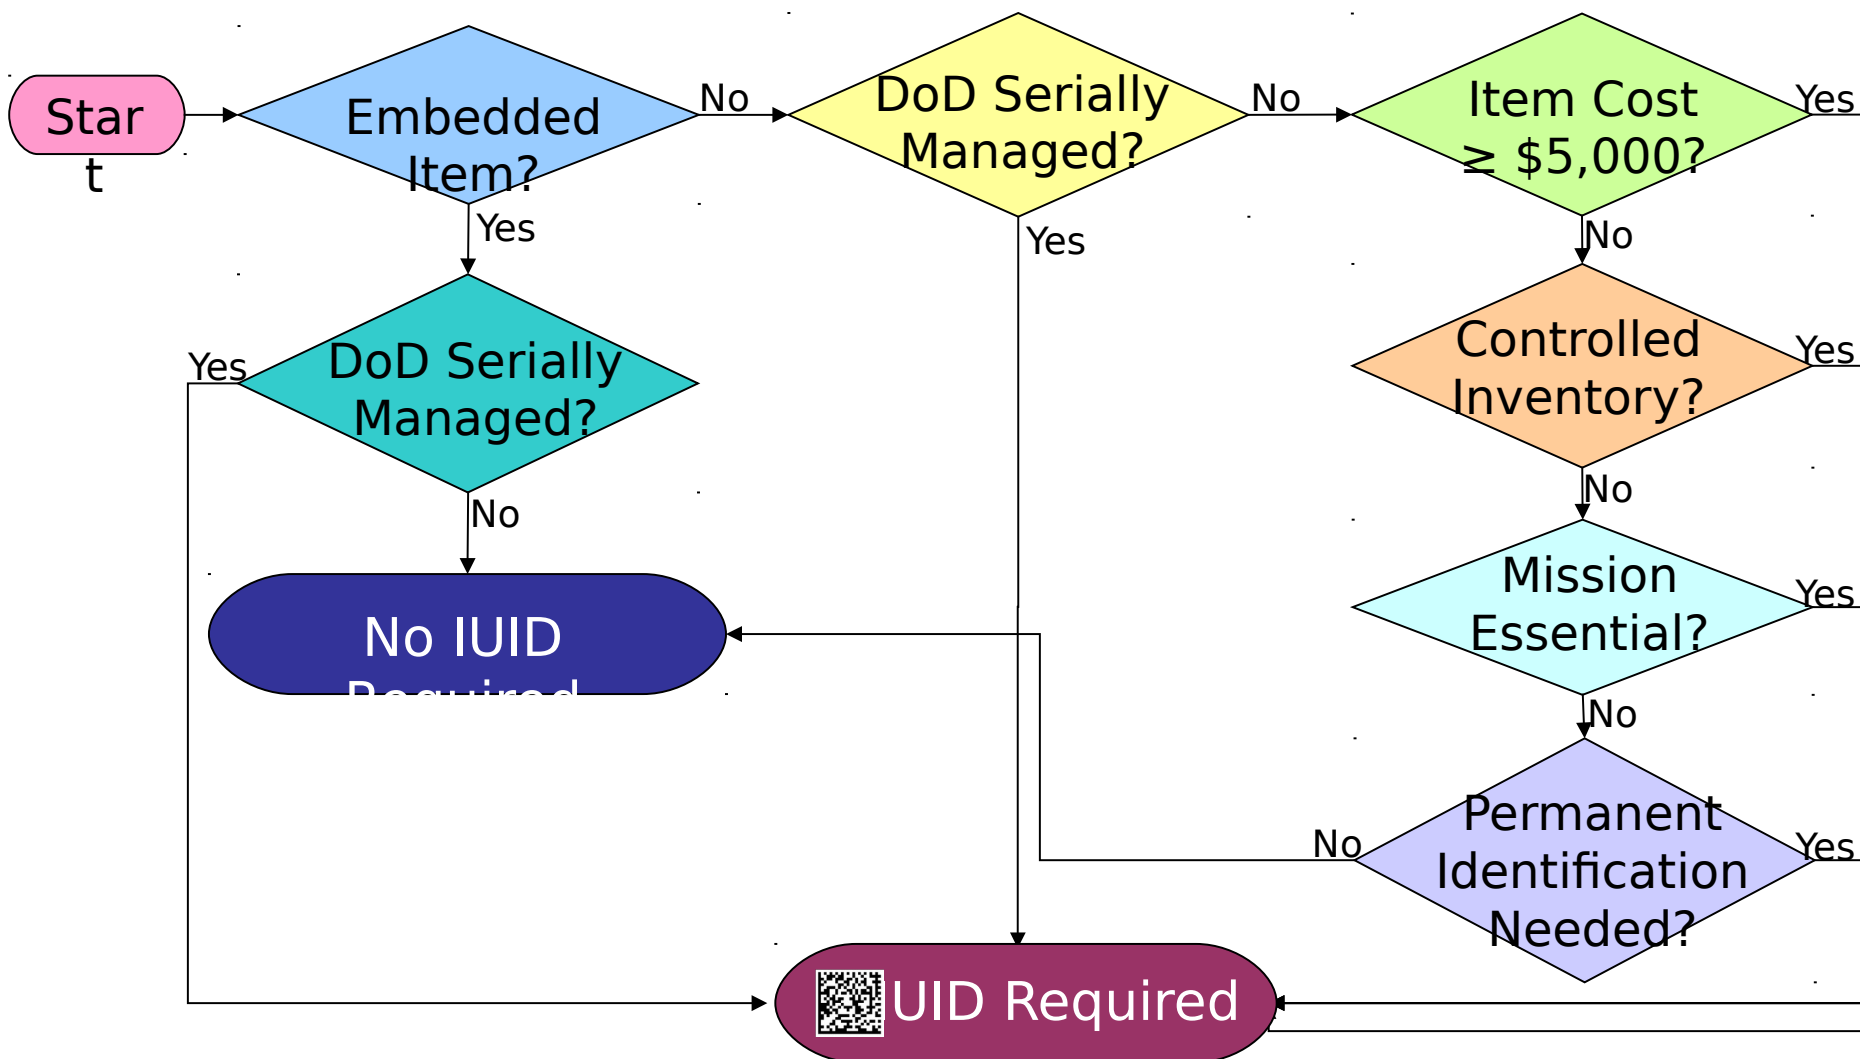 Star
t
Embedded
Item?
No
DoD Serially
Managed?
No
Item Cost
≥ $5,000?
Yes
Yes
Yes
No
DoD Serially
Managed?
Yes
Controlled
Inventory?
Yes
No
No
Mission
Essential?
Yes
No IUID
Required
No
Permanent
Identification
Needed?
No
Yes
UID Required